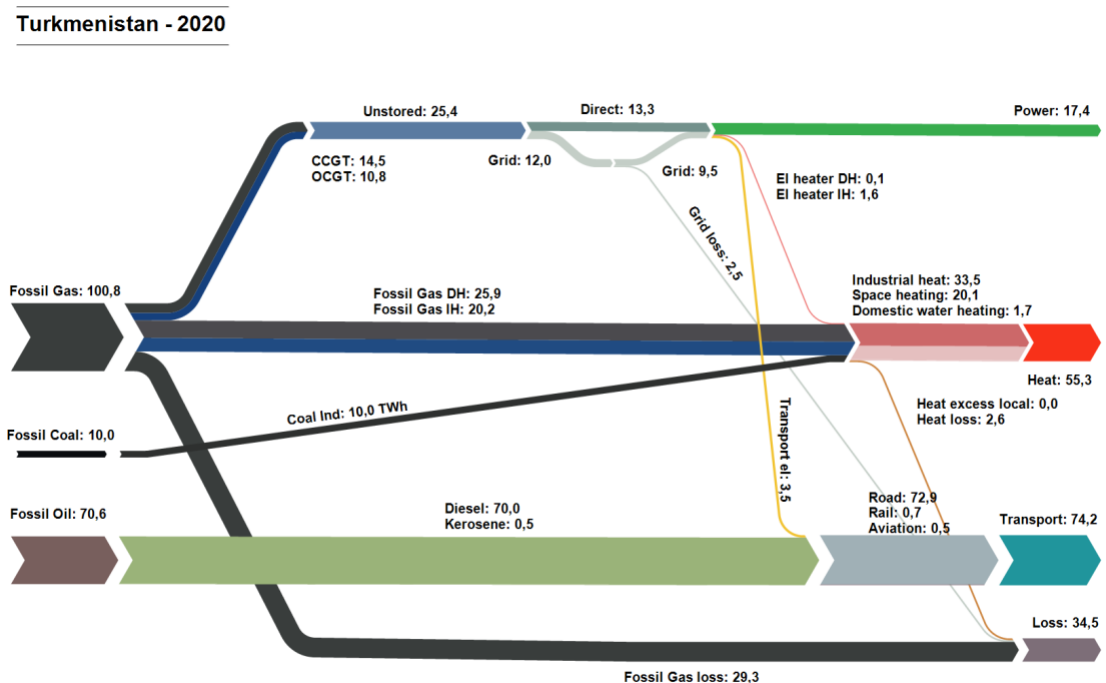 Turkmenistan - 2020
Unstored: 25,4
Direct: 13,3
Power: 17,4
CCGT: 14,5
OCGT: 10,8
Grid: 12,0
Grid: 9,5
El heater DH: 0,1
El heater IH: 1,6
Grid loss: 2,5
Fossil Gas: 100,8
Fossil Gas DH: 25,9
Fossil Gas IH: 20,2
Industrial heat: 33,5
Space heating: 20,1
Domestic water heating: 1,7
Heat: 55,3
Coal Ind: 10,0 TWh
Heat excess local: 0,0
Heat loss: 2,6
Fossil Coal: 10,0
Transport el: 3,5
Fossil Oil: 70,6
Diesel: 70,0
Kerosene: 0,5
Road: 72,9
Rail: 0,7
Aviation: 0,5
Transport: 74,2
Loss: 34,5
Fossil Gas loss: 29,3